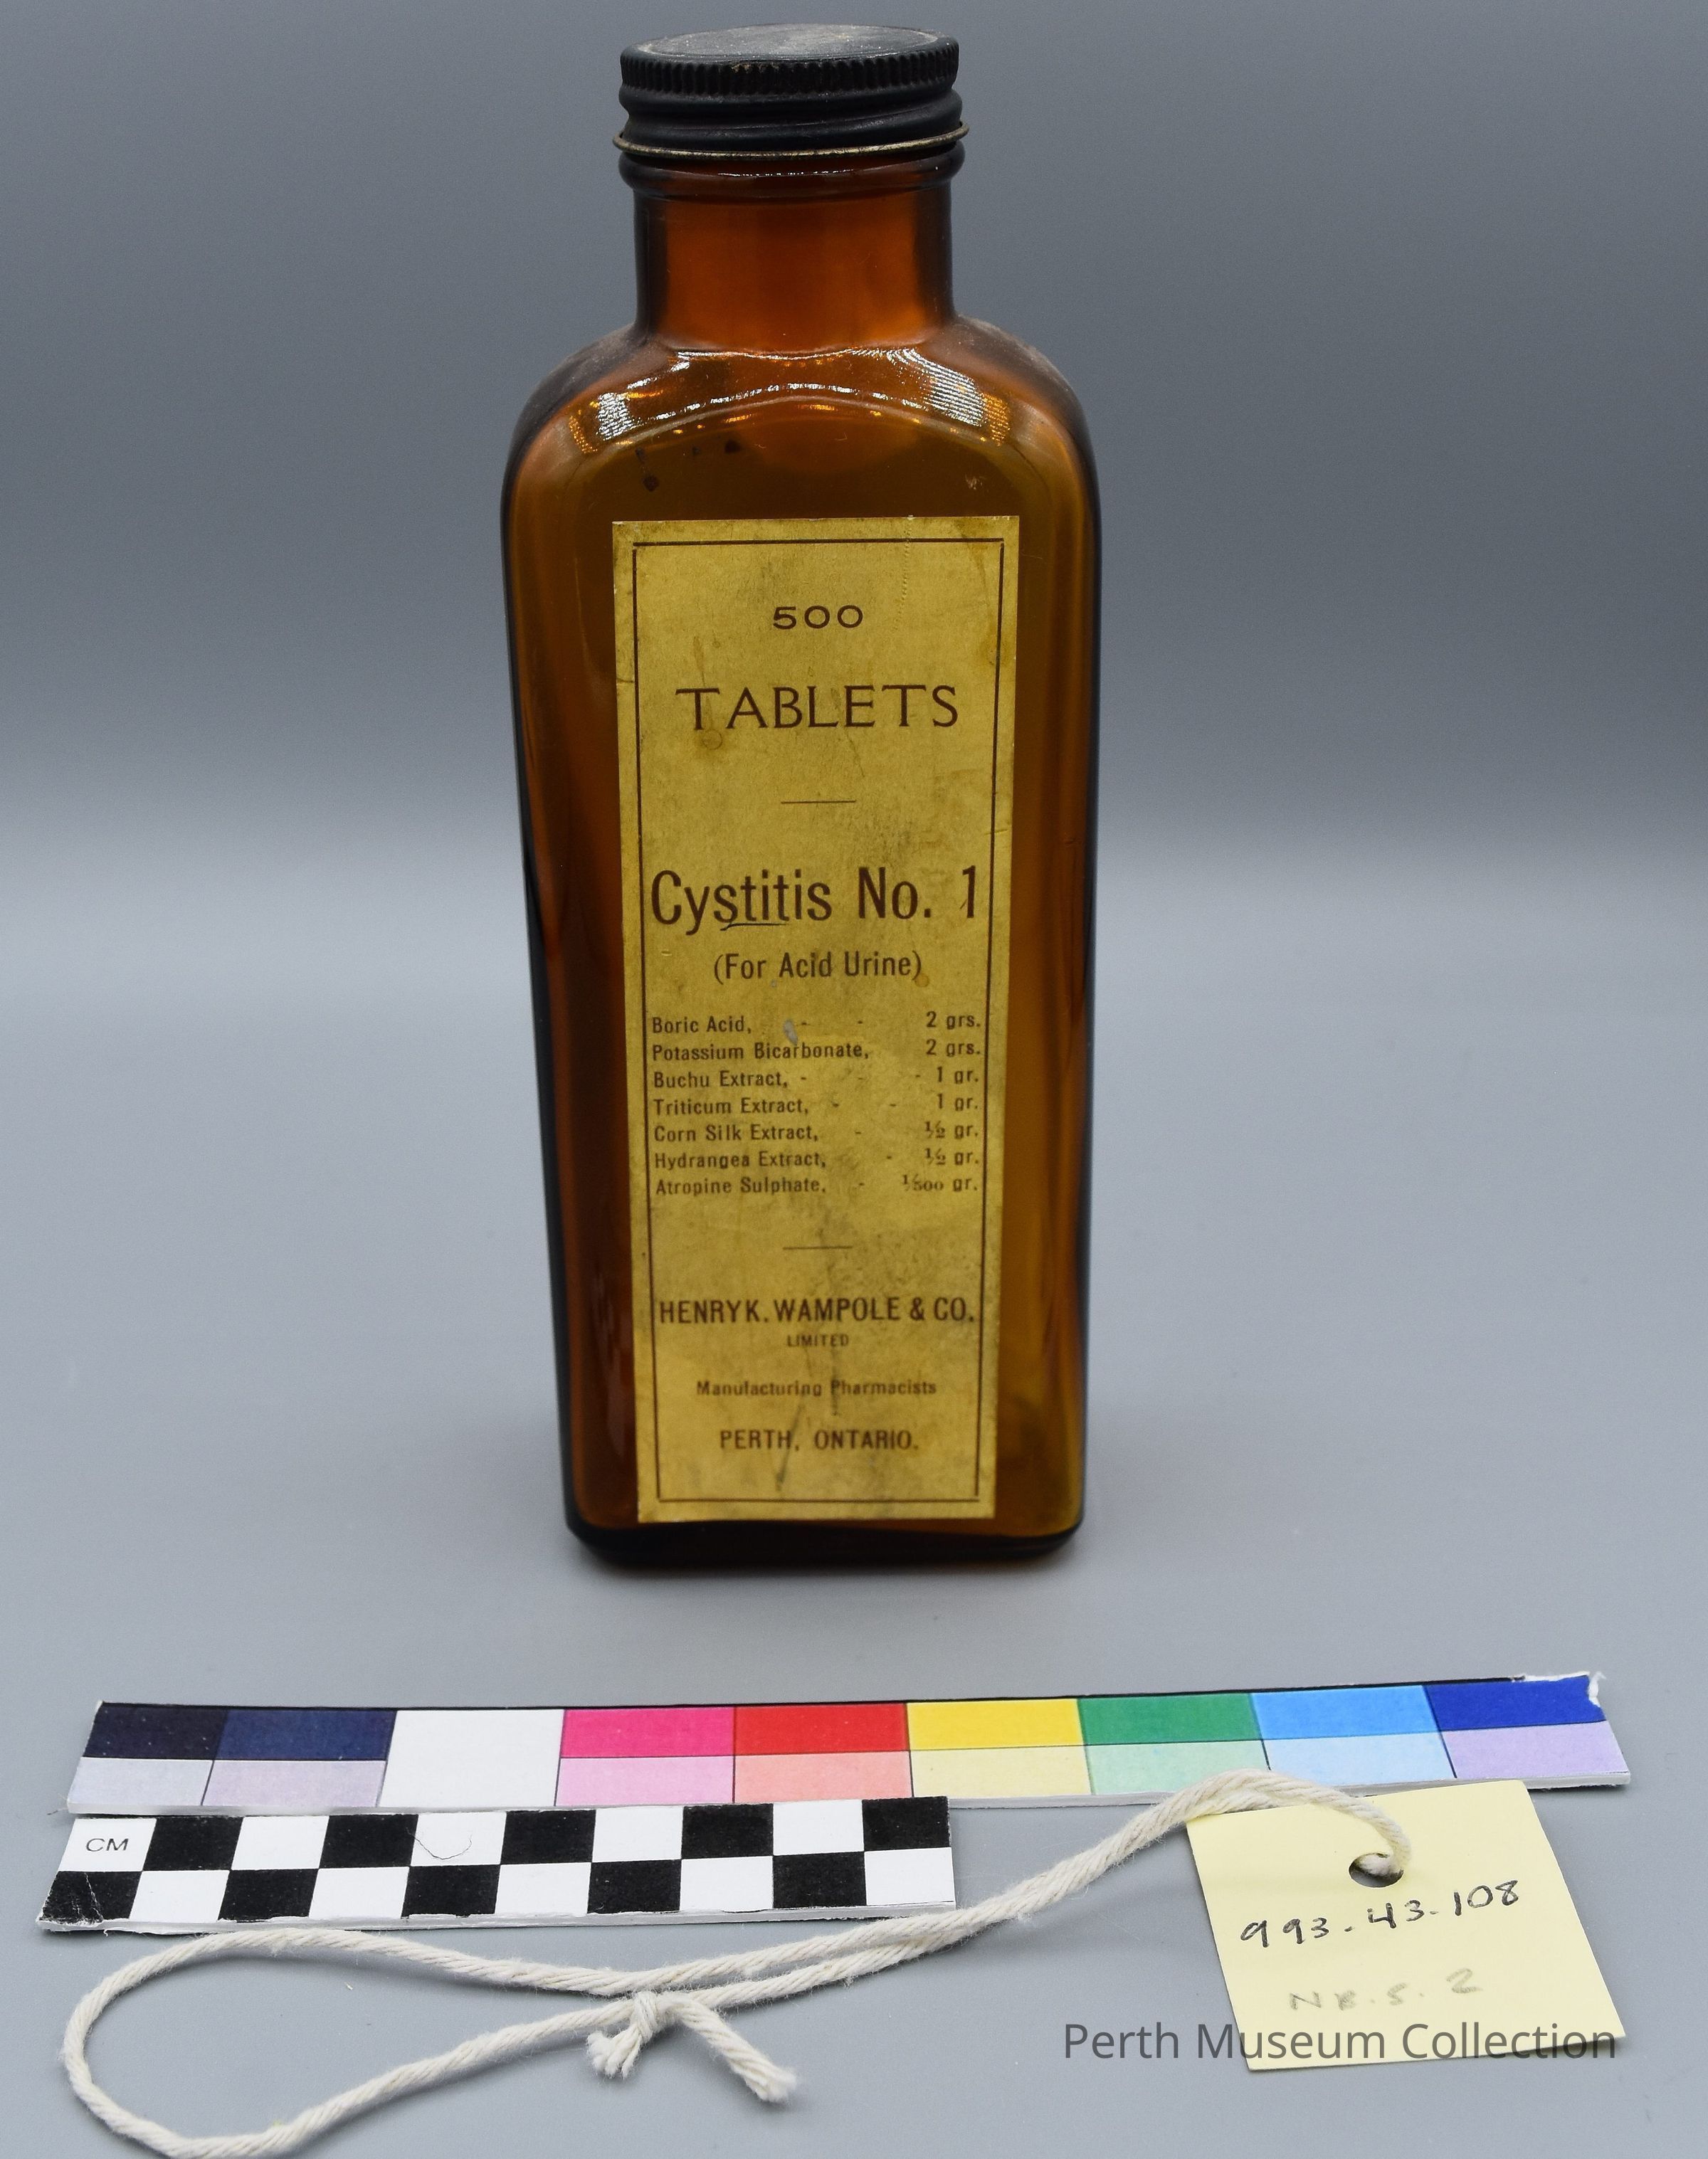 500
TABLETS
Cystitis No. 1
(For Acid Urine)
Boric Acid, - - 2 grs.
Potassium Bicarbonate, 2 grs.
Buchu Extract, - - - 1 gr.
Triticum Extract, - - 1 gr.
Corn Silk Extract, - ½ gr.
Hydrangea Extract, - ½ gr.
Atropine Sulphate, - 1/500 gr.
HENRY K. WAMPOLE & CO.
LIMITED
Manufacturing Pharmacists
PERTH, ONTARIO.
CM
993-43-108
Perth Museum Collection